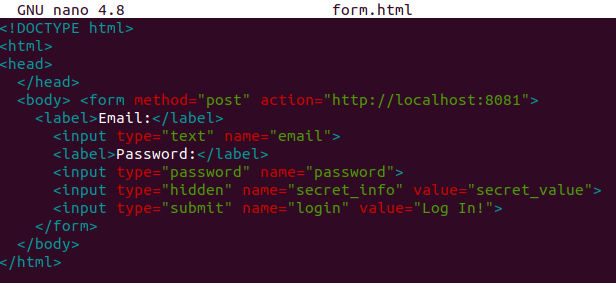 GNU nano 4.8 form.html
<!DOCTYPE html>
<html>
<head>
  </head>
  <body> <form method="post" action="http://localhost:8081">
    <label>Email:</label>
      <input type="text" name="email">
      <label>Password:</label>
      <input type="password" name="password">
      <input type="hidden" name="secret_info" value="secret_value">
      <input type="submit" name="login" value="Log In!">
    </form>
  </body>
</html>